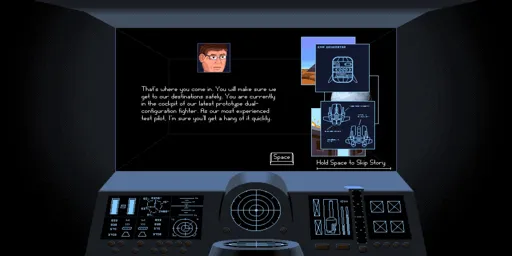 That's where you come in. You will make sure we
get to our destinations safely. You are currently
in the cockpit of our latest prototype dual-
configuration fighter. As our most experienced
test pilot, I'm sure you'll get a hang of it quickly.
Space
Hold Space to Skip Story